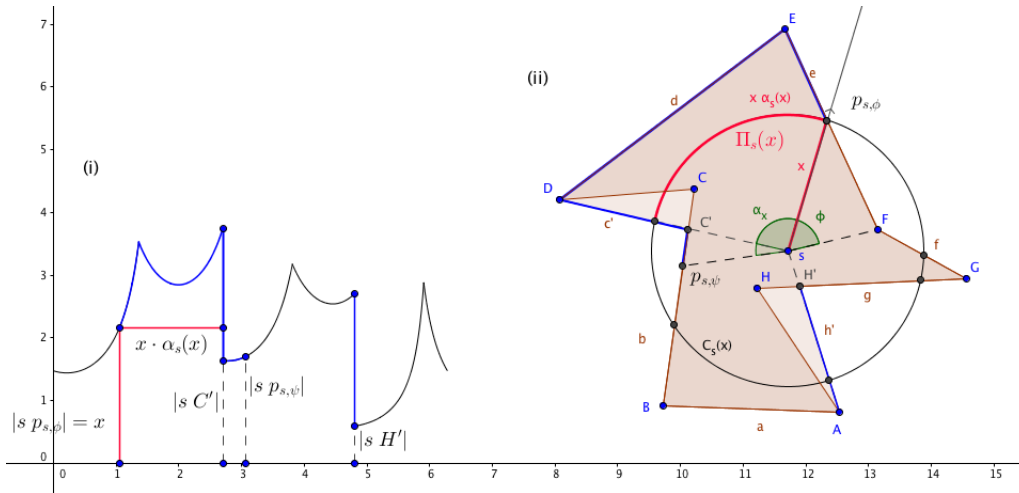 7
6
5
4
3
2
1
0
(i)
x · α_s(x)
|s C'|
|s p_{s,ψ}|
|s p_{s,ϕ}| = x
|s H'|
0 1 2 3 4 5 6 7 8 9 10 11 12 13 14 15
(ii)
E
e
d
x α_s(x)
p_{s,ϕ}
Π_s(x)
x
D
C
c'
C'
α_x
ϕ
F
s
f
p_{s,ψ}
H
H'
G
g
b
h'
C_s(x)
B
a
A